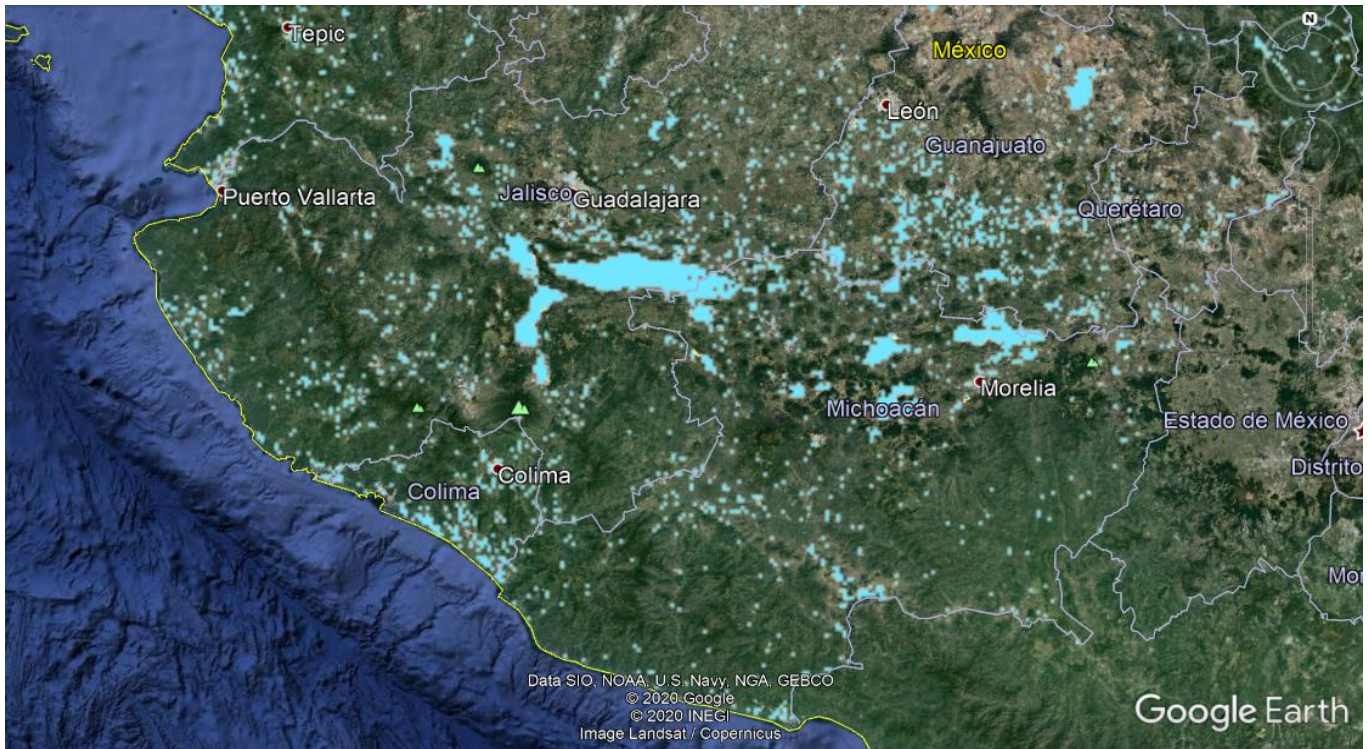 N
Tepic
México
León
Guanajuato
Puerto Vallarta
Jalisco
Guadalajara
Querétaro
Morelia
Michoacán
Estado de México
Distrito
Colima
Colima
Mor
Data SIO, NOAA, U.S. Navy, NGA, GEBCO
© 2020 Google
© 2020 INEGI
Image Landsat / Copernicus
Google Earth